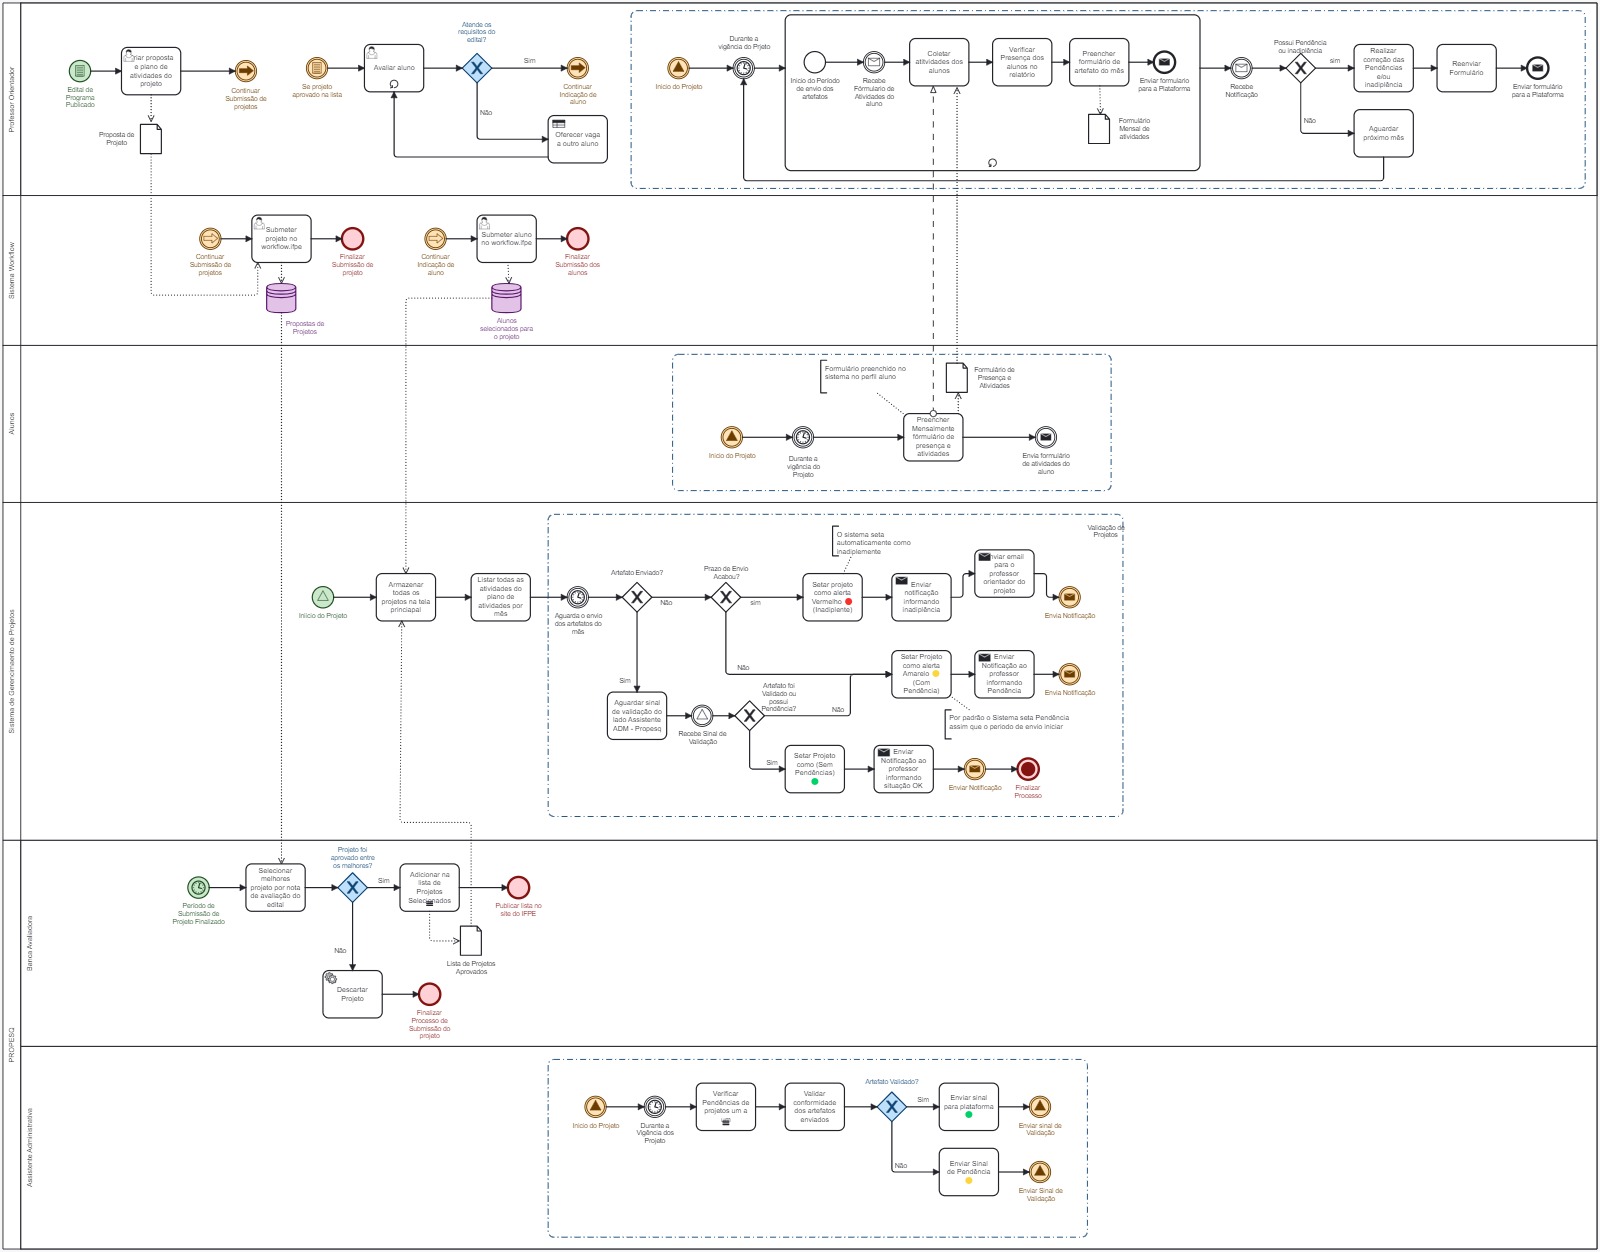 Professor Orientador
Edital de
Programa
Publicado
Criar proposta
e plano de
atividades do
projeto
Continuar
Submissão de
projetos
Proposta de
Projeto
Se projeto
aprovado na lista
Avaliar aluno
Atende os
requisitos do
edital?
Sim
Não
Continuar
Indicação de
aluno
Oferecer vaga
a outro aluno
Início do Projeto
Durante a
vigência do Prjeto
Início do Período
de envio dos
artefatos
Recebe
Fórmulario de
Atividades do
aluno
Coletar
atitvidades dos
alunos
Verificar
Presença dos
alunos no
relatório
Preencher
formulário de
artefato do mês
Enviar formulario
para a Plataforma
Formulário
Mensal de
atividades
Recebe
Notificação
Possui Pendência
ou inadiplência
sim
Não
Realizar
correção das
Pendências
e/ou
inadiplência
Reenviar
Formulário
Enviar formulário
para a Plataforma
Aguardar
próximo mês
Sistema Workflow
Continuar
Submissão de
projetos
Submeter
projeto no
workflow.ifpe
Finalizar
Submissão de
projeto
Propostas de
Projetos
Continuar
Indicação de
aluno
Submeter aluno
no workflow.ifpe
Finalizar
Submissão dos
alunos
Alunos
selecionados para
o projeto
Alunos
Formulário preenchido no
sistema no perfil aluno
Formulário de
Presença e
Atividades
Início do Projeto
Durante a
vigência do
Projeto
Preencher
Mensalmente
fórmulário de
presença e
atividades
Envia formulário
de atividades do
aluno
Sistema de Gerencimaento de Projetos
Validação de
Projetos
Início do Projeto
Armazenar
todas os
projetos na tela
princiapal
Listar todas as
atividades do
plano de
atividades por
mês
Aguarda o envio
dos artefatos do
mês
Artefato Enviado?
Não
Sim
Prazo de Envio
Acabou?
sim
Não
O sistema seta
automaticamente como
inadiplemente
Setar projeto
como alerta
Vermelho
(Inadiplente)
Enviar
notificação
informando
inadiplência
Enviar email
para o
professor
orientador do
projeto
Envia Notificação
Setar Projeto
como alerta
Amarelo
(Com
Pendência)
Enviar
Notificação ao
professor
informando
Pendência
Envia Notificação
Por padrão o Sistema seta Pendência
assim que o periodo de envio iniciar
Aguardar sinal
de validação do
lado Assistente
ADM - Propesq
Recebe Sinal de
Validação
Artefato foi
Validado ou
possui
Pendência?
Não
Sim
Setar Projeto
como (Sem
Pendências)
Enviar
Notificação ao
professor
informando
situação OK
Enviar Notificação
Finalizar
Processo
PROPESQ
Banca Avaliadora
Período de
Submissão de
Projeto Finalizado
Selecionar
melhores
projeto por nota
de avaliação do
edital
Projeto foi
aprovado entre
os melhores?
Sim
Não
Adicionar na
lista de
Projetos
Selecionados
Publicar lista no
site do IFPE
Lista de Projetos
Aprovados
Descartar
Projeto
Finalizar
Processo de
Submissão do
projeto
Assistente Administrativa
Início do Projeto
Durante a
Vigência dos
Projeto
Verificar
Pendências de
projetos um a
Validar
conformidade
dos artefatos
enviados
Artefato Validado?
Sim
Não
Enviar sinal
para plataforma
Enviar sinal de
Validação
Enviar Sinal
de Pendência
Enviar Sinal de
Validação